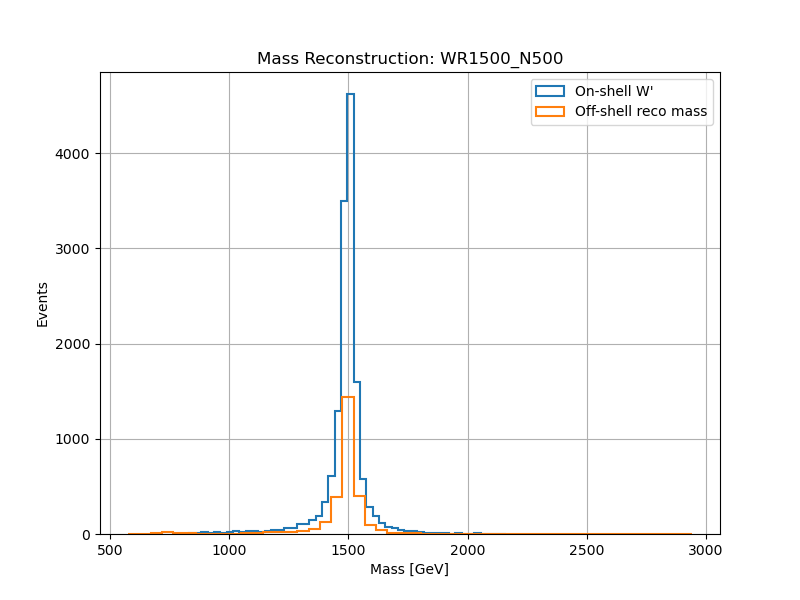 Mass Reconstruction: WR1500_N500
On-shell W'
Off-shell reco mass
Events
4000
3000
2000
1000
0
500
1000
1500
2000
2500
3000
Mass [GeV]